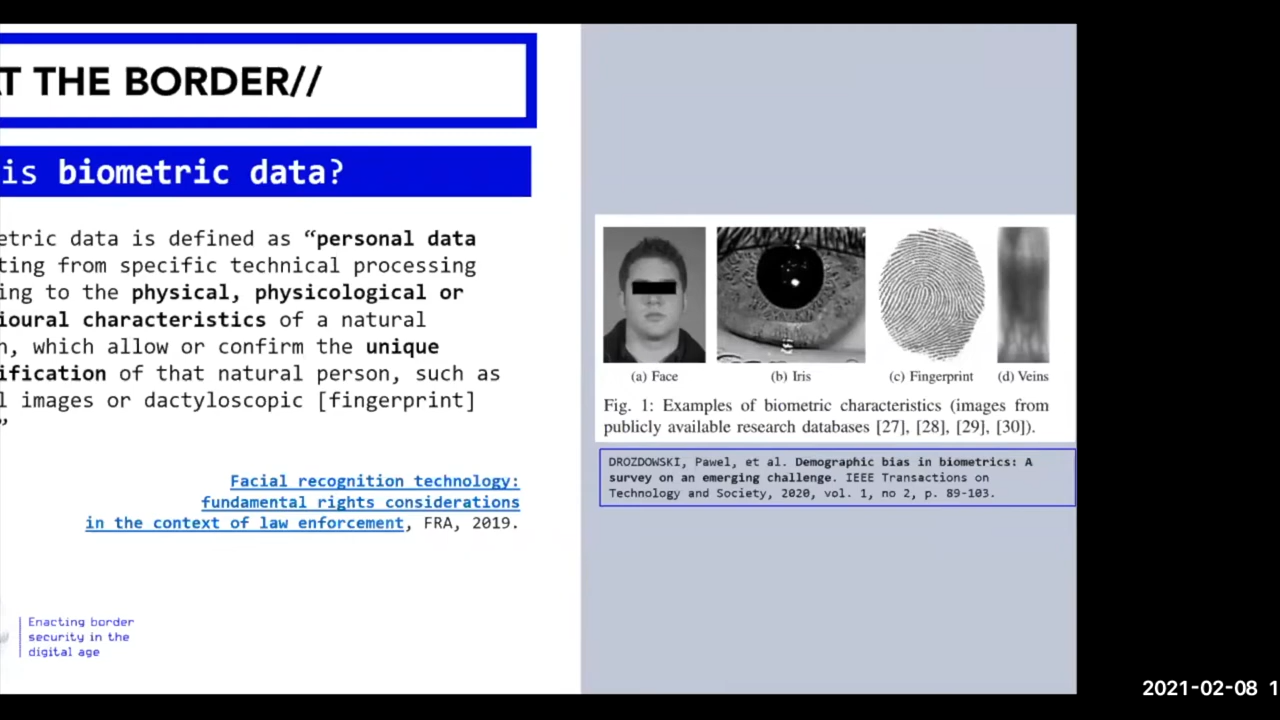 T THE BORDER//
is biometric data?
etric data is defined as “personal data
ting from specific technical processing
ing to the physical, physicological or
ioural characteristics of a natural
n, which allow or confirm the unique
ification of that natural person, such as
l images or dactyloscopic [fingerprint]
”
Facial recognition technology:
fundamental rights considerations
in the context of law enforcement, FRA, 2019.
Enacting border
security in the
digital age
(a) Face (b) Iris (c) Fingerprint (d) Veins
Fig. 1: Examples of biometric characteristics (images from
publicly available research databases [27], [28], [29], [30]).
DROZDOWSKI, Pawel, et al. Demographic bias in biometrics: A
survey on an emerging challenge. IEEE Transactions on
Technology and Society, 2020, vol. 1, no 2, p. 89-103.
2021-02-08 1